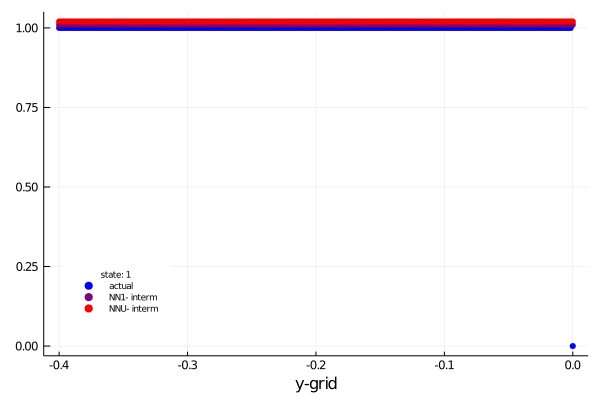 1.00
0.75
0.50
0.25
state: 1
actual
NN1- interm
NNU- interm
0.00
-0.4 -0.3 -0.2 -0.1 0.0
y-grid